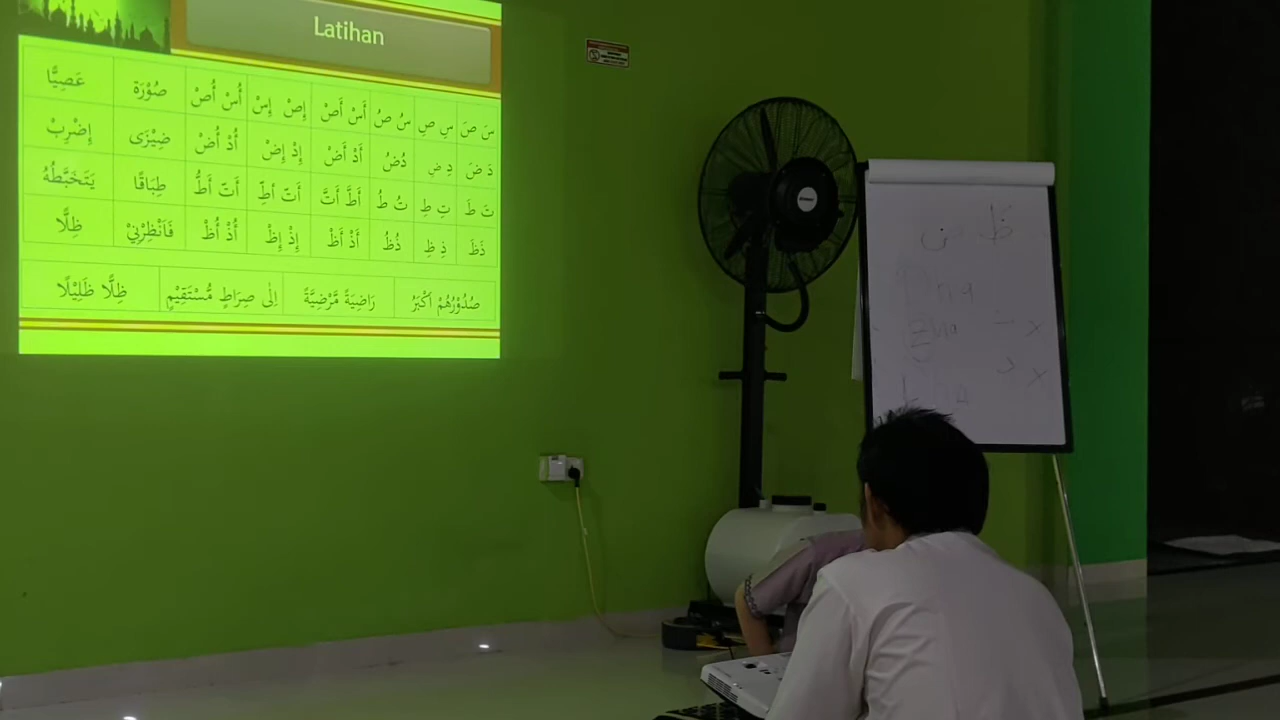 Latihan
سَ صَ سِ صِ سُ صُ أَسْ أَصْ إِصْ إِسْ أُسْ أُصْ صُوْرَة عَصِيًّا
دَ ضَ دِ ضِ دُضُ أَدْ أَضْ إِدْ إِضْ أُدْ أُضْ ضِيْزَى إِضْرِبْ
تَ طَ تِ طِ تُ طُ أَطَّ أَتَّ أَتِّ أَطِّ أَتّ أَطُّ طِبَاقًا يَتَخَبَّطُهُ
ذَظَ ذِ ظِ ذُظُ أَذْ أَظْ إِذْ إِظْ أُذْ أُظْ فَانْظِرْنِيْ ظِلًّا
صُدُوْرُهُمْ اَكْبَرُ رَاضِيَةً مَّرْضِيَّةً اِلٰى صِرَاطٍ مُّسْتَقِيْمٍ ظِلًّا ظَلِيْلًا